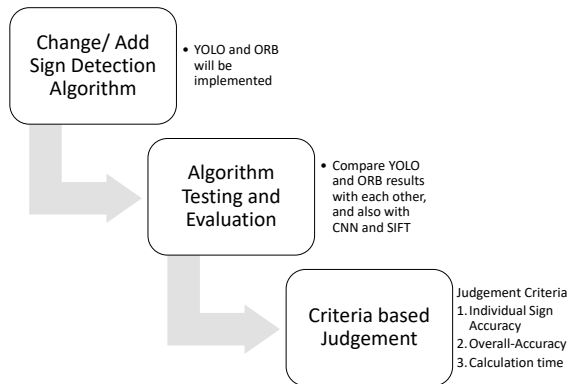 Change/ Add
Sign Detection
Algorithm
• YOLO and ORB
will be
implemented
Algorithm
Testing and
Evaluation
• Compare YOLO
and ORB results
with each other,
and also with
CNN and SIFT
Criteria based
Judgement
Judgement Criteria
1. Individual Sign
Accuracy
2. Overall-Accuracy
3. Calculation time